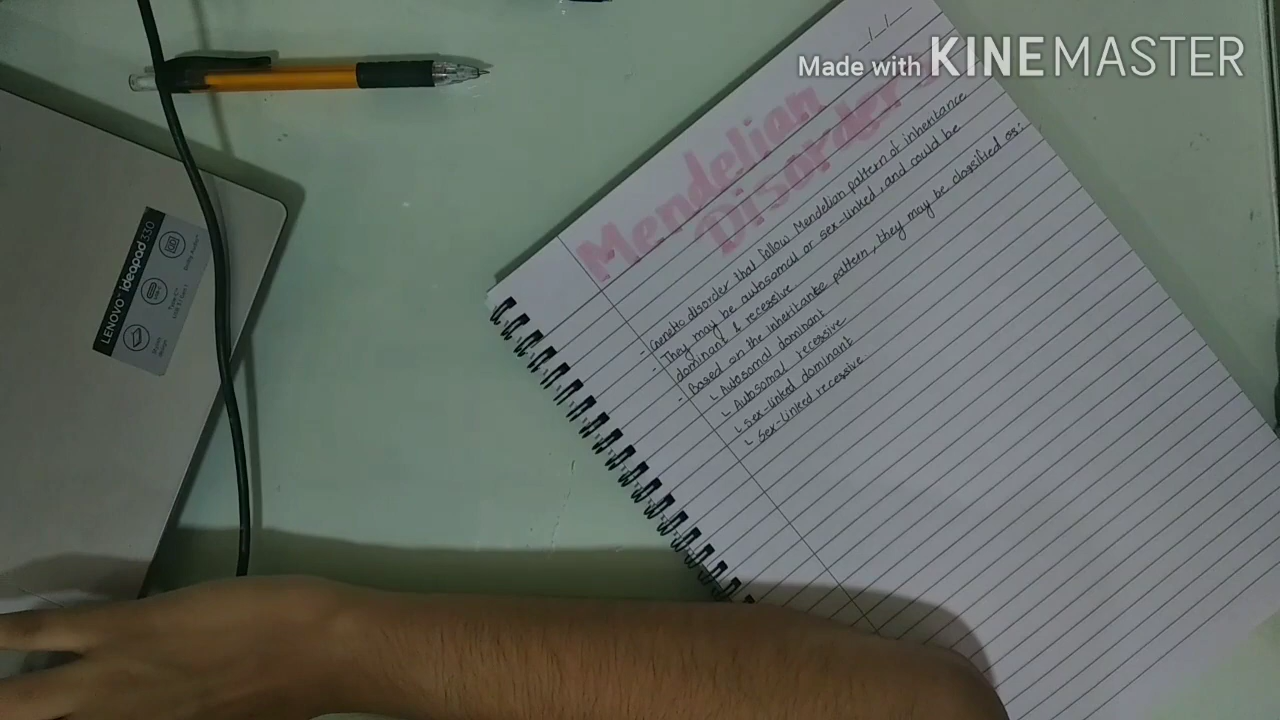 Made with KINEMASTER
Mendelian
Disorders
- Genetic disorder that follow Mendelian pattern of inheritance
- They may be autosomal or sex-linked, and could be
dominant & recessive
- Based on the inheritance pattern, they may be classified as:
↳ Autosomal dominant
↳ Autosomal recessive
↳ Sex-linked dominant
↳ Sex-linked recessive
LENOVO ideapad 330